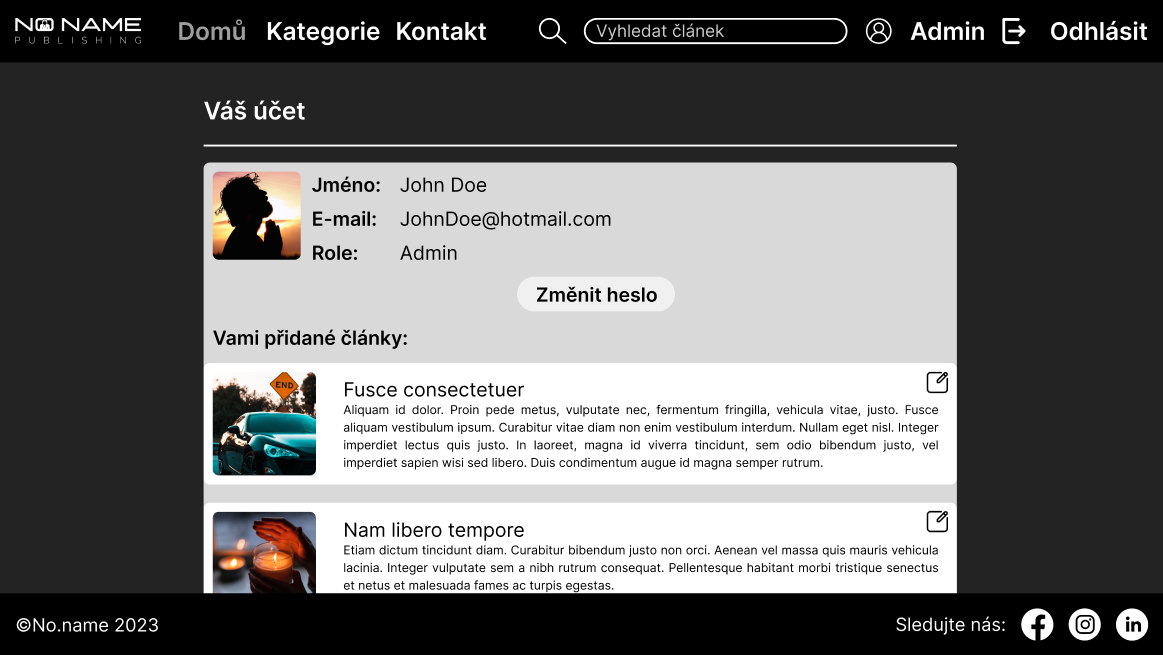 NO NAME
PUBLISHING
Domů Kategorie Kontakt
Vyhledat článek
Admin
Odhlásit
Váš účet
Jméno: John Doe
E-mail: JohnDoe@hotmail.com
Role: Admin
Změnit heslo
Vami přidané články:
END
Fusce consectetuer
Aliquam id dolor. Proin pede metus, vulputate nec, fermentum fringilla, vehicula vitae, justo. Fusce
aliquam vestibulum ipsum. Curabitur vitae diam non enim vestibulum interdum. Nullam eget nisl. Integer
imperdiet lectus quis justo. In laoreet, magna id viverra tincidunt, sem odio bibendum justo, vel
imperdiet sapien wisi sed libero. Duis condimentum augue id magna semper rutrum.
Nam libero tempore
Etiam dictum tincidunt diam. Curabitur bibendum justo non orci. Aenean vel massa quis mauris vehicula
lacinia. Integer vulputate sem a nibh rutrum consequat. Pellentesque habitant morbi tristique senectus
et netus et malesuada fames ac turpis egestas.
©No.name 2023
Sledujte nás:
in